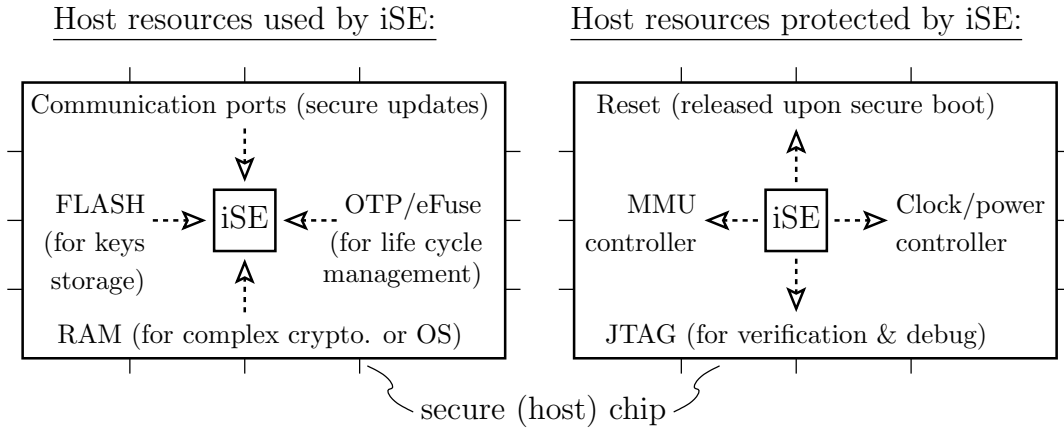 Host resources used by iSE:
Communication ports (secure updates)
FLASH
(for keys
storage)
iSE
OTP/eFuse
(for life cycle
management)
RAM (for complex crypto. or OS)
Host resources protected by iSE:
Reset (released upon secure boot)
MMU
controller
iSE
Clock/power
controller
JTAG (for verification & debug)
secure (host) chip